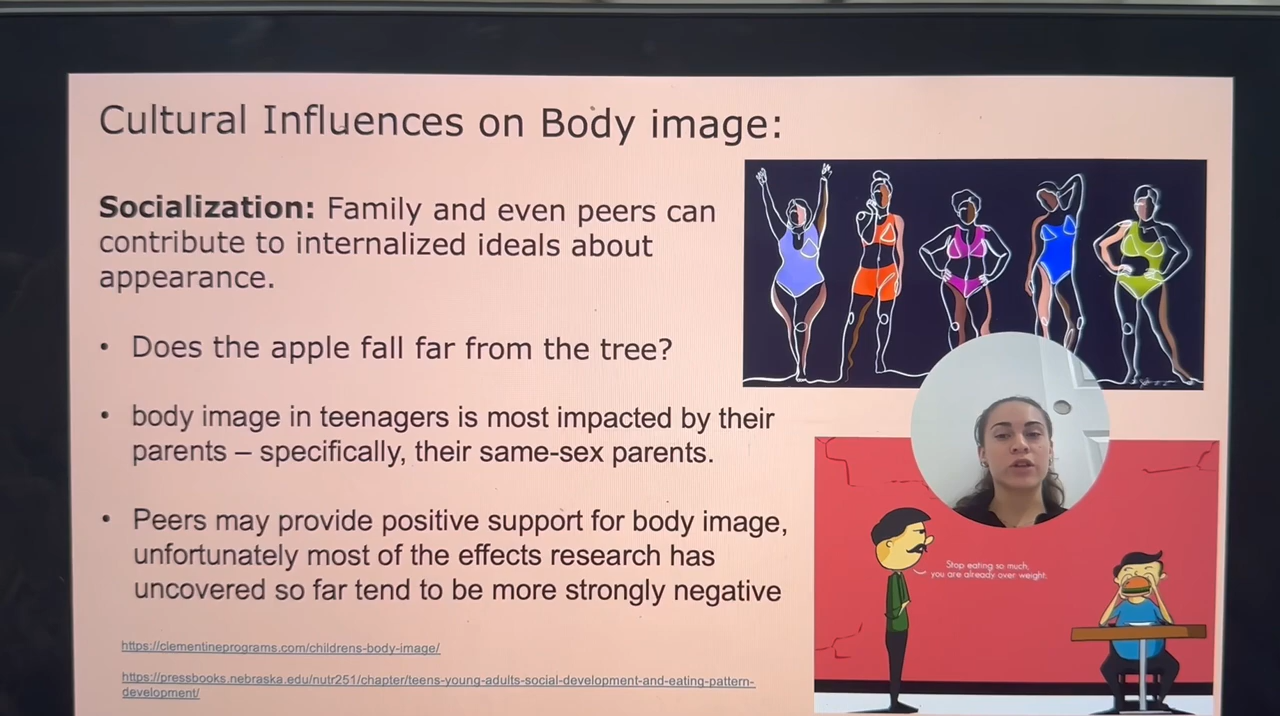 Cultural Influences on Body image:
Socialization: Family and even peers can
contribute to internalized ideals about
appearance.
• Does the apple fall far from the tree?
• body image in teenagers is most impacted by their
parents – specifically, their same-sex parents.
• Peers may provide positive support for body image,
unfortunately most of the effects research has
uncovered so far tend to be more strongly negative
https://clementineprograms.com/childrens-body-image/
https://pressbooks.nebraska.edu/nutr251/chapter/teens-young-adults-social-development-and-eating-pattern-
development/
Stop eating so much,
you are already over weight.